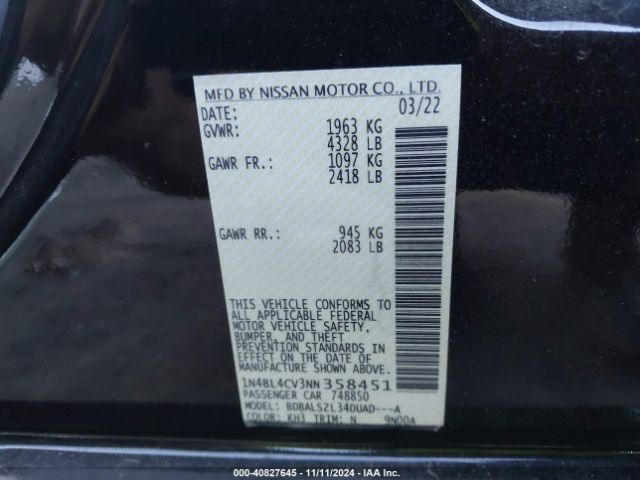 MFD BY NISSAN MOTOR CO., LTD.
DATE: 03/22
GVWR: 1963 KG
4328 LB
GAWR FR.: 1097 KG
2418 LB
GAWR RR.: 945 KG
2083 LB
THIS VEHICLE CONFORMS TO
ALL APPLICABLE FEDERAL
MOTOR VEHICLE SAFETY,
BUMPER, AND THEFT
PREVENTION STANDARDS IN
EFFECT ON THE DATE OF
MANUFACTURE SHOWN ABOVE.
1N4BL4CV3NN358451
PASSENGER CAR 748850
MODEL: BDBALSZL34DUAD---A
COLOR: KH3 TRIM: N 9N00A
000-40827645 - 11/11/2024 - IAA Inc.